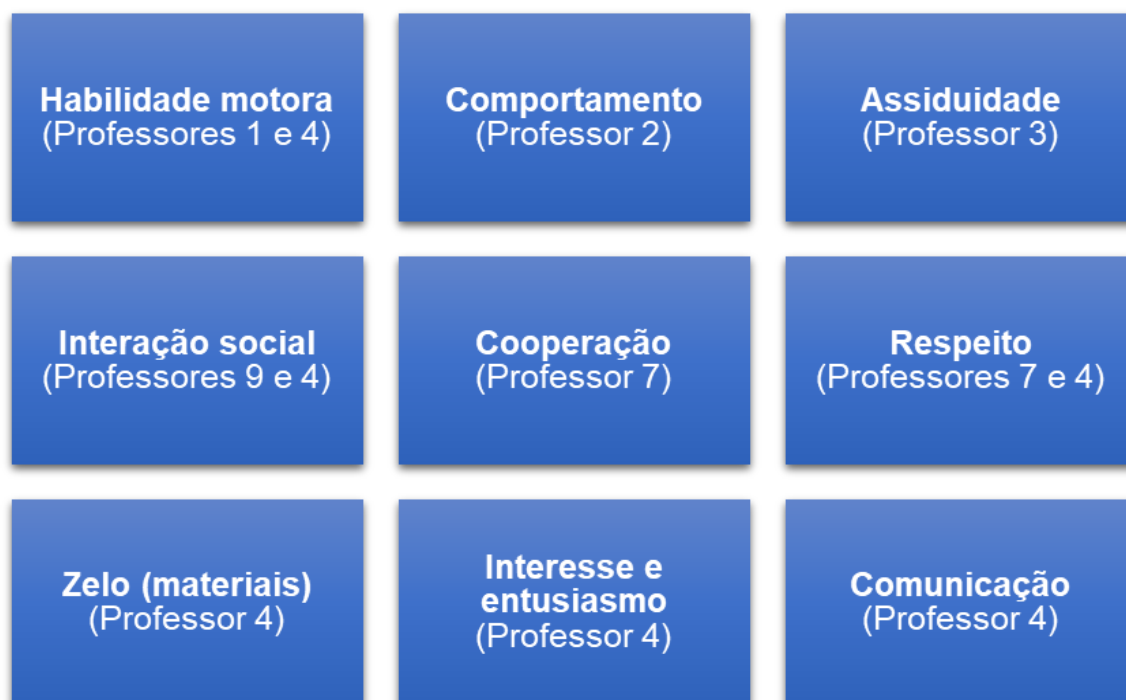 Habilidade motora
(Professores 1 e 4)
Comportamento
(Professor 2)
Assiduidade
(Professor 3)
Interação social
(Professores 9 e 4)
Cooperação
(Professor 7)
Respeito
(Professores 7 e 4)
Zelo (materiais)
(Professor 4)
Interesse e
entusiasmo
(Professor 4)
Comunicação
(Professor 4)